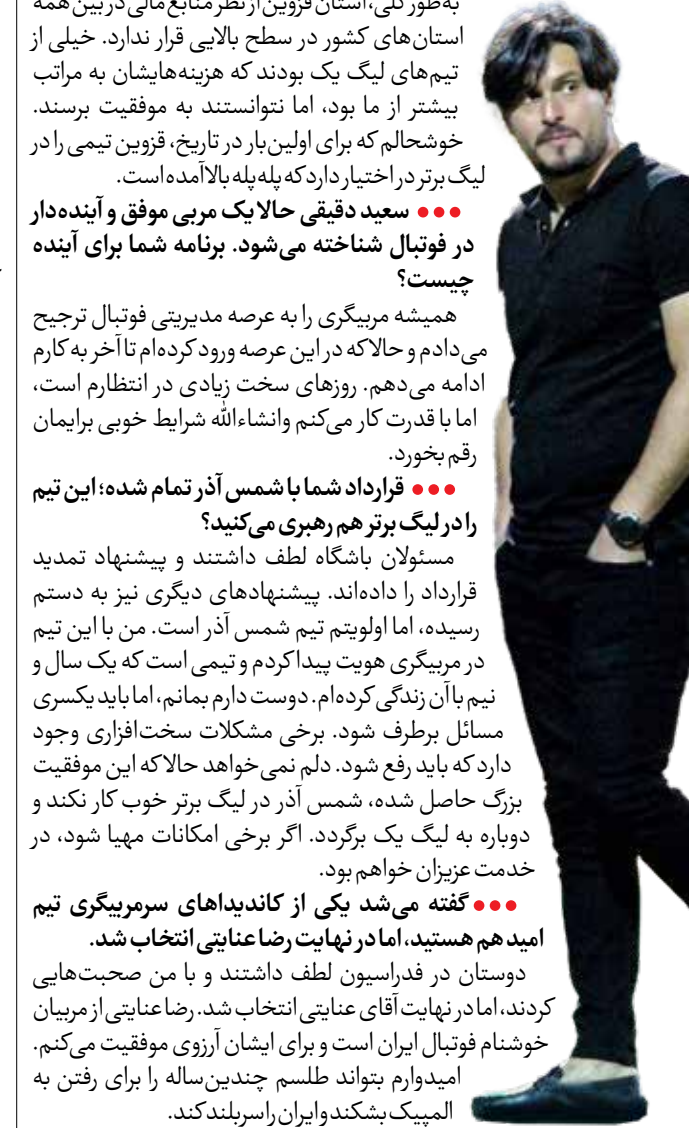 به‌طور کلی، استان قزوین از نظر منابع مالی در بین همه
استان‌های کشور در سطح بالایی قرار ندارد. خیلی از
تیم‌های لیگ یک بودند که هزینه‌هایشان به مراتب
بیشتر از ما بود، اما نتوانستند به موفقیت برسند.
خوشحالم که برای اولین‌بار در تاریخ، قزوین تیمی را در
لیگ برتر در اختیار دارد که پله‌پله بالا آمده است.
••• سعید دقیقی حالا یک مربی موفق و آینده‌دار
در فوتبال شناخته می‌شود. برنامه شما برای آینده
چیست؟
همیشه مربیگری را به عرصه مدیریتی فوتبال ترجیح
می‌دادم و حالا که در این عرصه ورود کرده‌ام تا آخر به کارم
ادامه می‌دهم. روزهای سخت زیادی در انتظارم است،
اما با قدرت کار می‌کنم وانشاءالله شرایط خوبی برایمان
رقم بخورد.
••• قرارداد شما با شمس آذر تمام شده؛ این تیم
را در لیگ برتر هم رهبری می‌کنید؟
مسئولان باشگاه لطف داشتند و پیشنهاد تمدید
قرارداد را داده‌اند. پیشنهادهای دیگری نیز به دستم
رسیده، اما اولویتم تیم شمس آذر است. من با این تیم
در مربیگری هویت پیدا کردم و تیمی است که یک سال و
نیم با آن زندگی کرده‌ام. دوست دارم بمانم، اما باید یکسری
مسائل برطرف شود. برخی مشکلات سخت‌افزاری وجود
دارد که باید رفع شود. دلم نمی‌خواهد حالا که این موفقیت
بزرگ حاصل شده، شمس آذر در لیگ برتر خوب کار نکند و
دوباره به لیگ یک برگردد. اگر برخی امکانات مهیا شود، در
خدمت عزیزان خواهم بود.
••• گفته می‌شد یکی از کاندیداهای سرمربیگری تیم
امید هم هستید، اما در نهایت رضا عنایتی انتخاب شد.
دوستان در فدراسیون لطف داشتند و با من صحبت‌هایی
کردند، اما در نهایت آقای عنایتی انتخاب شد. رضا عنایتی از مربیان
خوشنام فوتبال ایران است و برای ایشان آرزوی موفقیت می‌کنم.
امیدوارم بتواند طلسم چندین‌ساله را برای رفتن به
المپیک بشکند و ایران را سربلند کند.